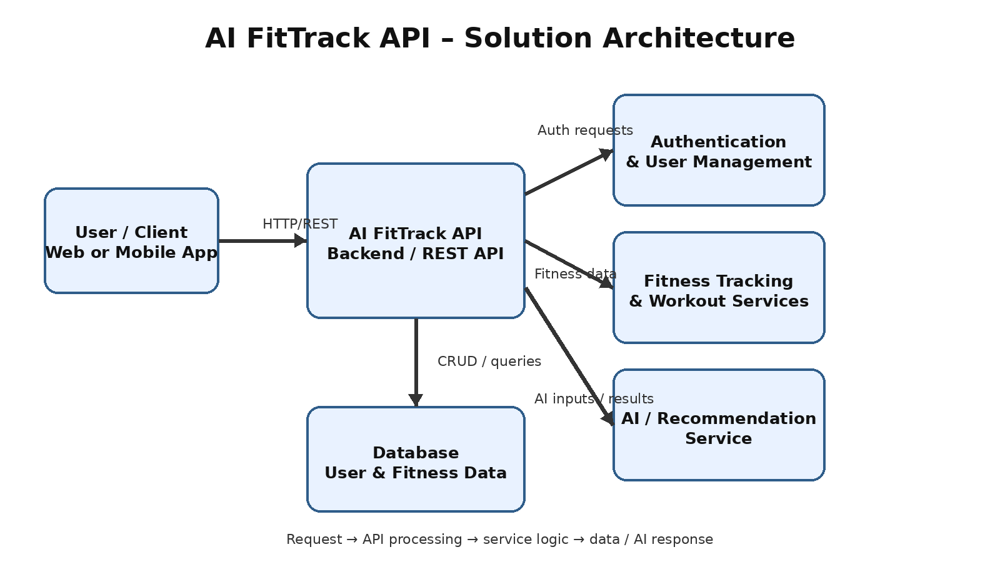 AI FitTrack API – Solution Architecture
Auth requests
Authentication
& User Management
User / Client
Web or Mobile App
HTTP/REST
AI FitTrack API
Backend / REST API
Fitness data
Fitness Tracking
& Workout Services
CRUD / queries
AI inputs / results
AI / Recommendation
Service
Database
User & Fitness Data
Request → API processing → service logic → data / AI response